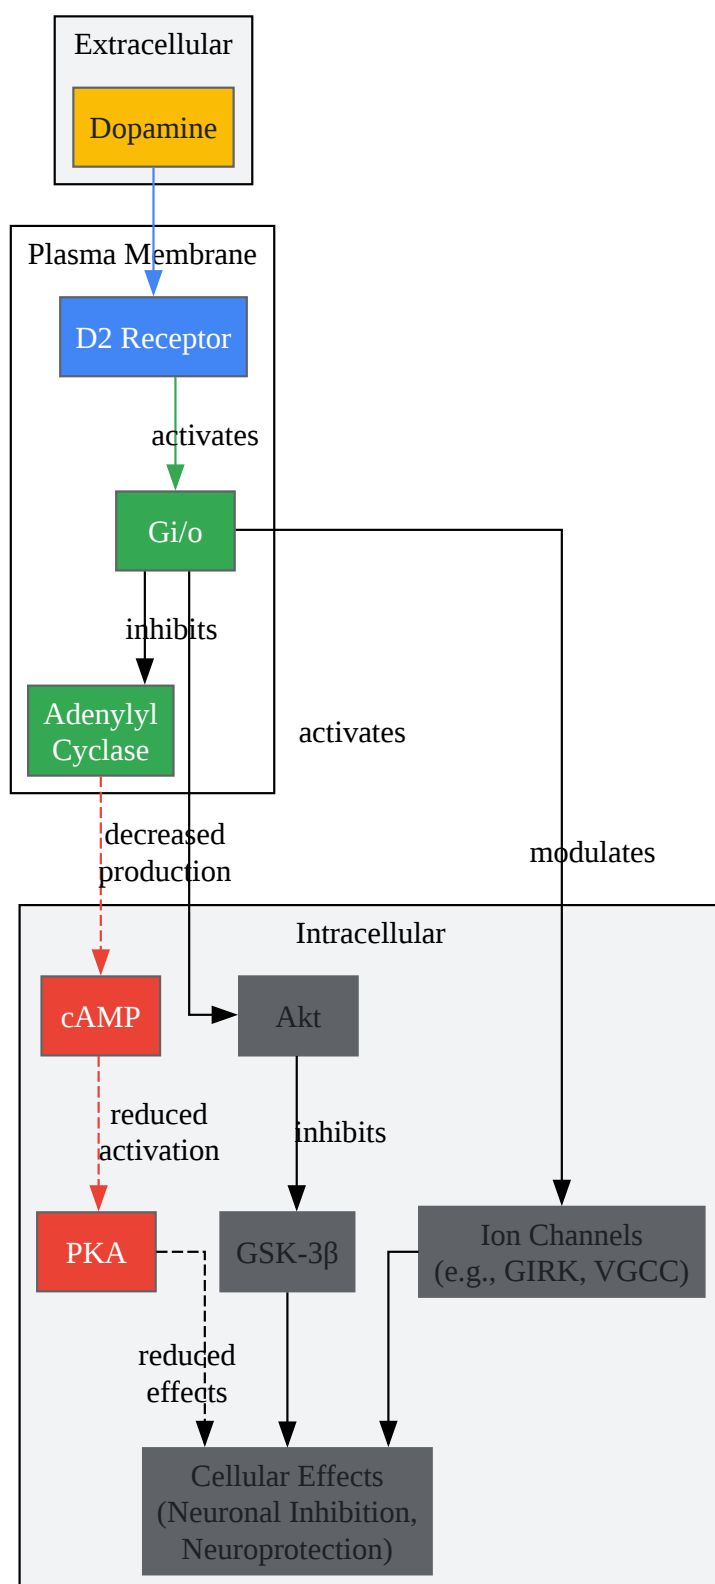 Extracellular
Dopamine
Plasma Membrane
D2 Receptor
activates
Gi/o
inhibits
Adenylyl
Cyclase
activates
decreased
production
modulates
Intracellular
cAMP
Akt
reduced
activation
inhibits
PKA
GSK-3β
Ion Channels
(e.g., GIRK, VGCC)
reduced
effects
Cellular Effects
(Neuronal Inhibition,
Neuroprotection)